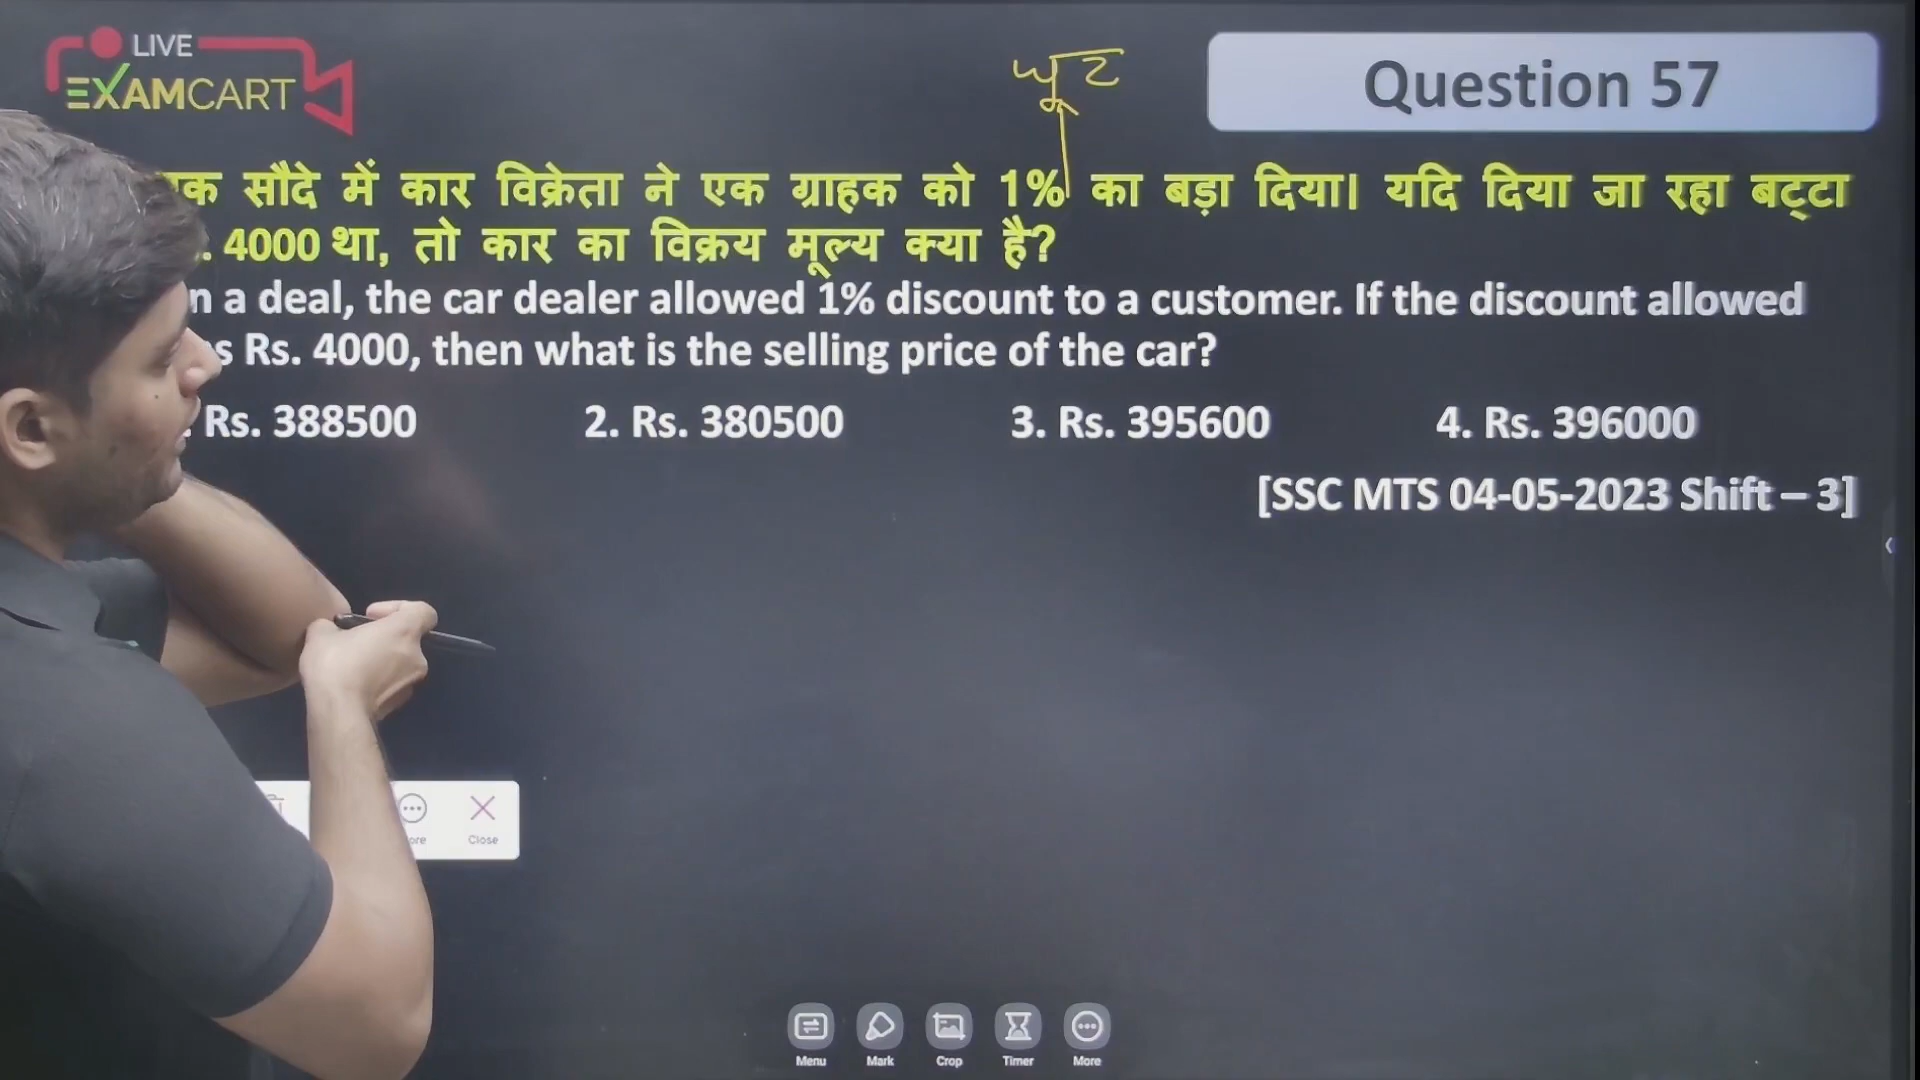 LIVE
EXAMCART
छूट
Question 57
क सौदे में कार विक्रेता ने एक ग्राहक को 1% का बड़ा दिया। यदि दिया जा रहा बट्टा
. 4000 था, तो कार का विक्रय मूल्य क्या है?
n a deal, the car dealer allowed 1% discount to a customer. If the discount allowed
s Rs. 4000, then what is the selling price of the car?
. Rs. 388500 2. Rs. 380500 3. Rs. 395600 4. Rs. 396000
[SSC MTS 04-05-2023 Shift – 3]
ore Close
Menu Mark Crop Timer More